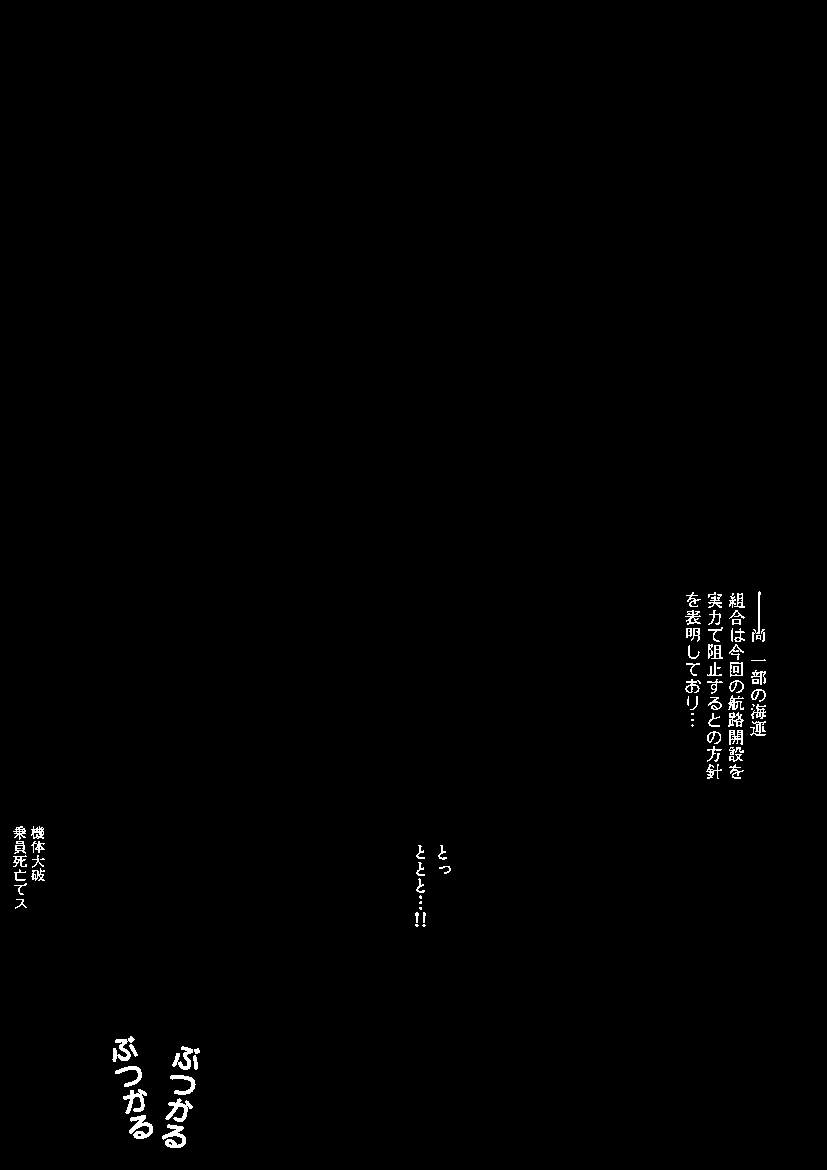 ──尚 一部の海運
組合は今回の航路開設を
実力で阻止するとの方針
を表明しており…
とっ
ととと…!!
機体大破
乗員死亡デス
ぶつかる
ぶつかる